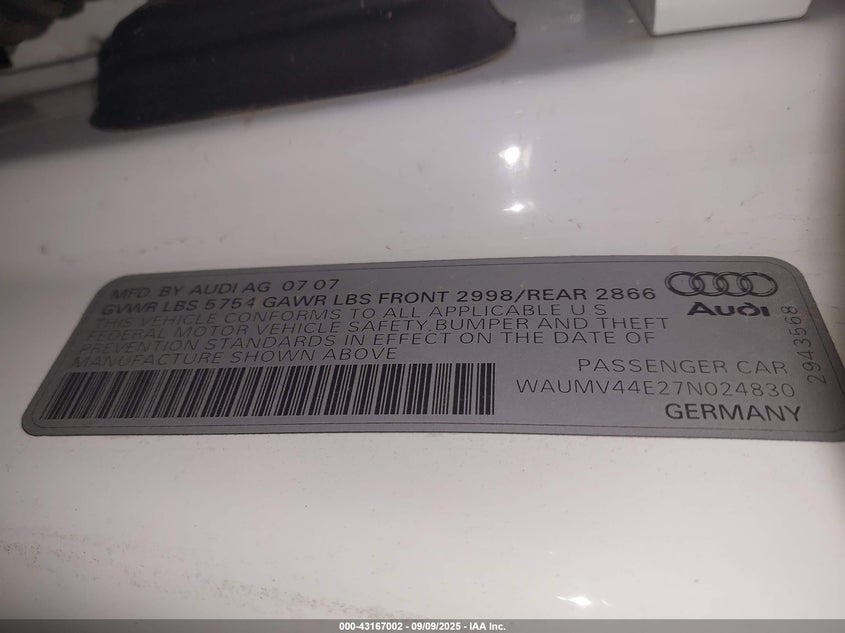 MFD BY AUDI AG 07 07
GVWR LBS 5754 GAWR LBS FRONT 2998/REAR 2866
THIS VEHICLE CONFORMS TO ALL APPLICABLE U S
FEDERAL MOTOR VEHICLE SAFETY,BUMPER AND THEFT
PREVENTION STANDARDS IN EFFECT ON THE DATE OF
MANUFACTURE SHOWN ABOVE
Audi
2943568
PASSENGER CAR
WAUMV44E27N024830
GERMANY
000-43167002 - 09/09/2025 - IAA Inc.